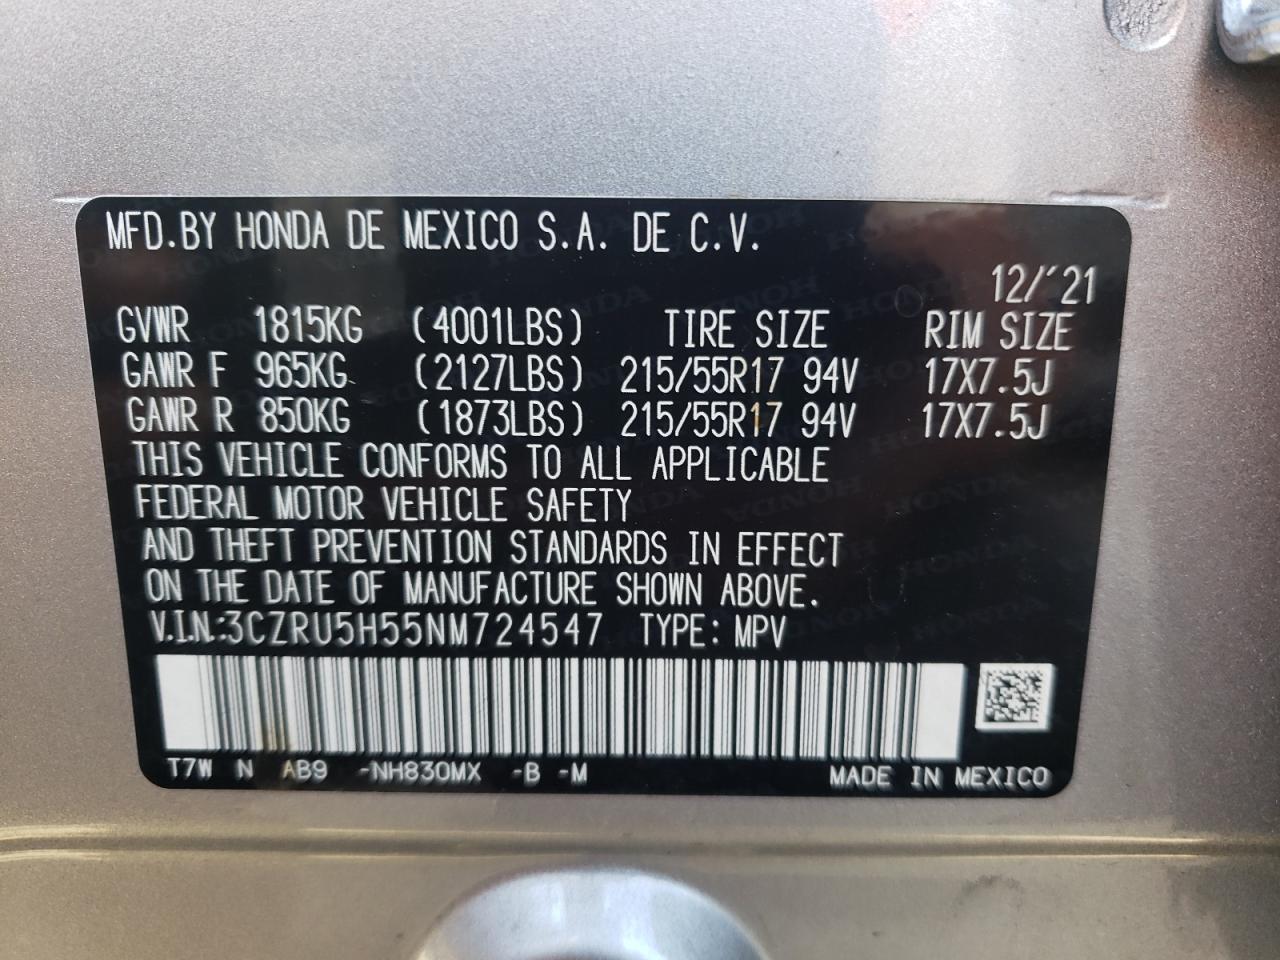 MFD.BY HONDA DE MEXICO S.A. DE C.V.
12/'21
GVWR 1815KG (4001LBS) TIRE SIZE RIM SIZE
GAWR F 965KG (2127LBS) 215/55R17 94V 17X7.5J
GAWR R 850KG (1873LBS) 215/55R17 94V 17X7.5J
THIS VEHICLE CONFORMS TO ALL APPLICABLE
FEDERAL MOTOR VEHICLE SAFETY
AND THEFT PREVENTION STANDARDS IN EFFECT
ON THE DATE OF MANUFACTURE SHOWN ABOVE.
V.I.N.:3CZRU5H55NM724547 TYPE: MPV
T7W N AB9 -NH830MX -B -M MADE IN MEXICO